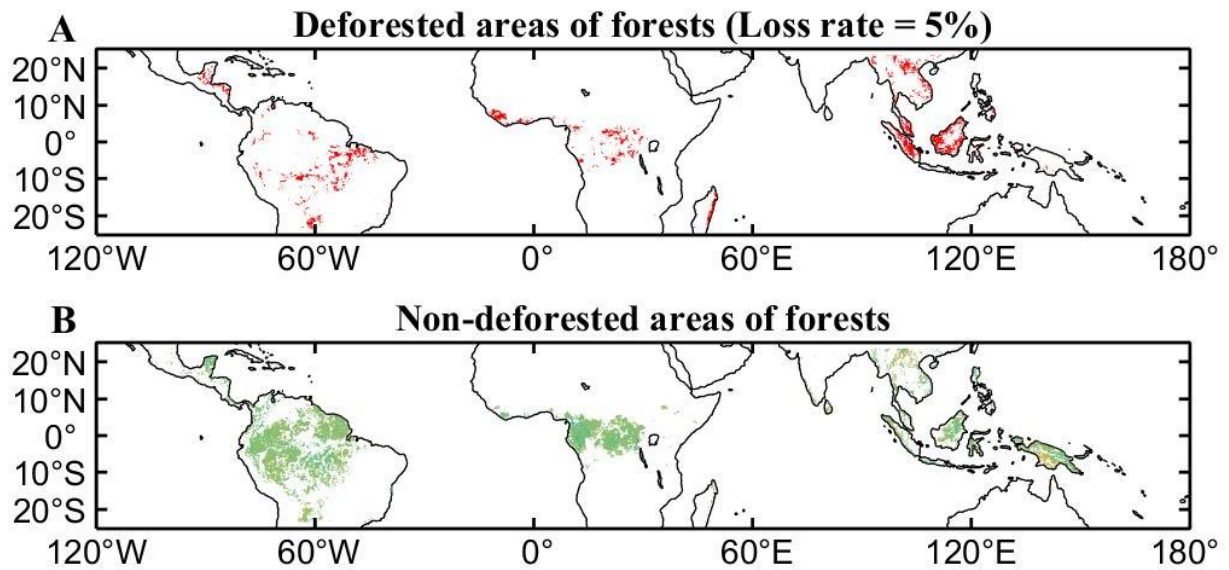 A
Deforested areas of forests (Loss rate = 5%)
20°N
10°N
0°
10°S
20°S
120°W 60°W 0° 60°E 120°E 180°
B
Non-deforested areas of forests
20°N
10°N
0°
10°S
20°S
120°W 60°W 0° 60°E 120°E 180°